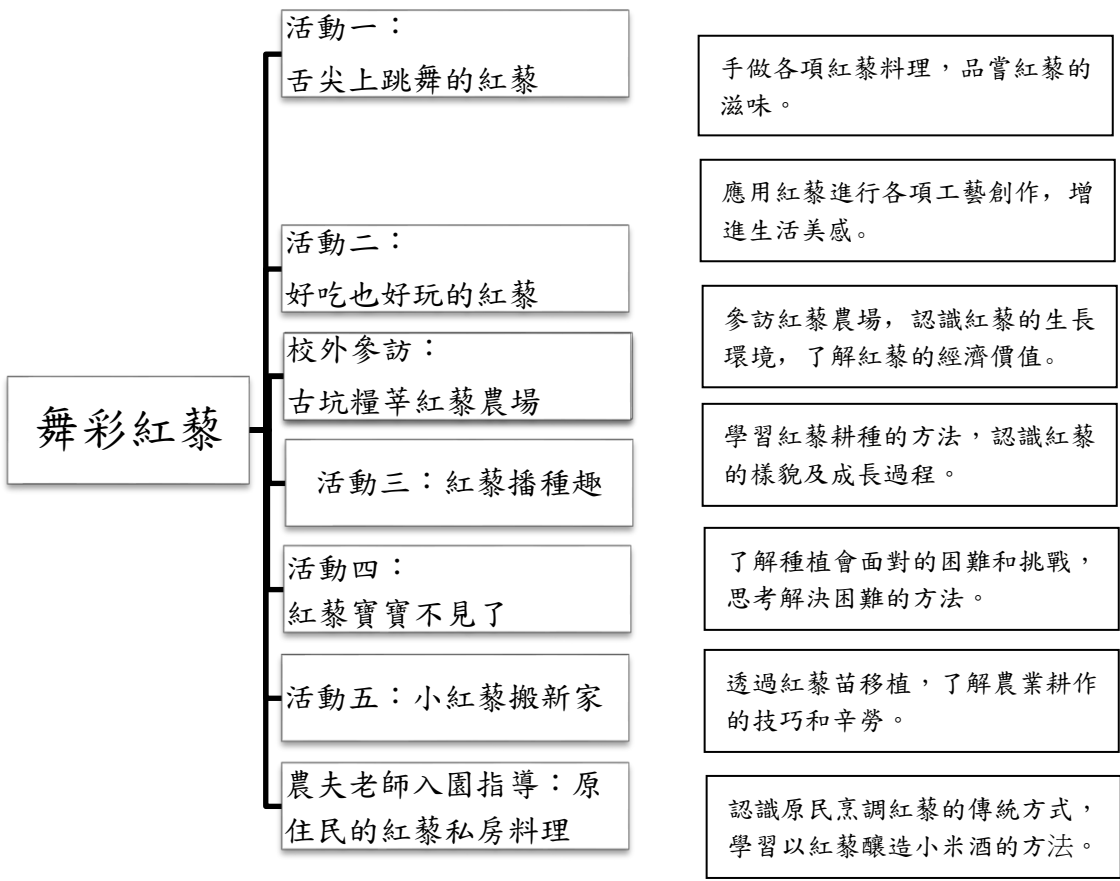 舞彩紅藜
活動一：
舌尖上跳舞的紅藜
手做各項紅藜料理，品嘗紅藜的
滋味。
活動二：
好吃也好玩的紅藜
應用紅藜進行各項工藝創作，增
進生活美感。
校外參訪：
古坑糧莘紅藜農場
參訪紅藜農場，認識紅藜的生長
環境，了解紅藜的經濟價值。
活動三：紅藜播種趣
學習紅藜耕種的方法，認識紅藜
的樣貌及成長過程。
活動四：
紅藜寶寶不見了
了解種植會面對的困難和挑戰，
思考解決困難的方法。
活動五：小紅藜搬新家
透過紅藜苗移植，了解農業耕作
的技巧和辛勞。
農夫老師入園指導：原
住民的紅藜私房料理
認識原民烹調紅藜的傳統方式，
學習以紅藜釀造小米酒的方法。